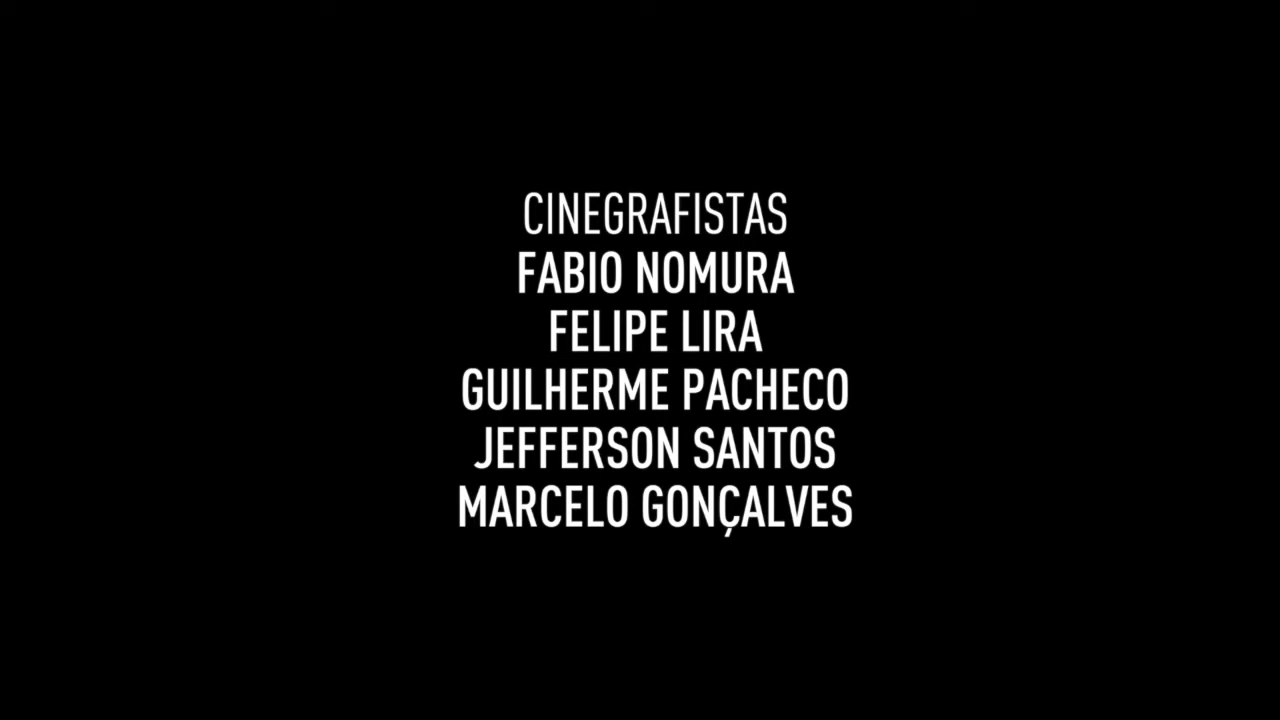 CINEGRAFISTAS
FABIO NOMURA
FELIPE LIRA
GUILHERME PACHECO
JEFFERSON SANTOS
MARCELO GONÇALVES